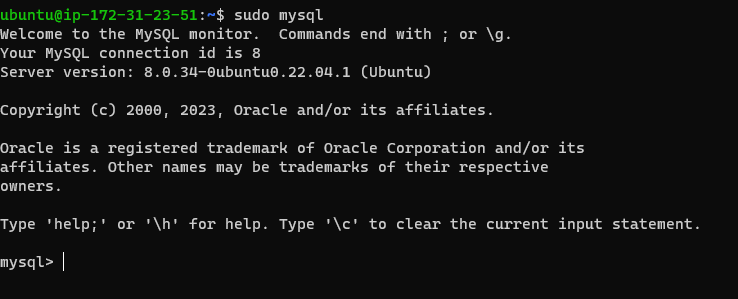 ubuntu@ip-172-31-23-51:~$ sudo mysql
Welcome to the MySQL monitor.  Commands end with ; or \g.
Your MySQL connection id is 8
Server version: 8.0.34-0ubuntu0.22.04.1 (Ubuntu)
Copyright (c) 2000, 2023, Oracle and/or its affiliates.
Oracle is a registered trademark of Oracle Corporation and/or its
affiliates. Other names may be trademarks of their respective
owners.
Type 'help;' or '\h' for help. Type '\c' to clear the current input statement.
mysql>